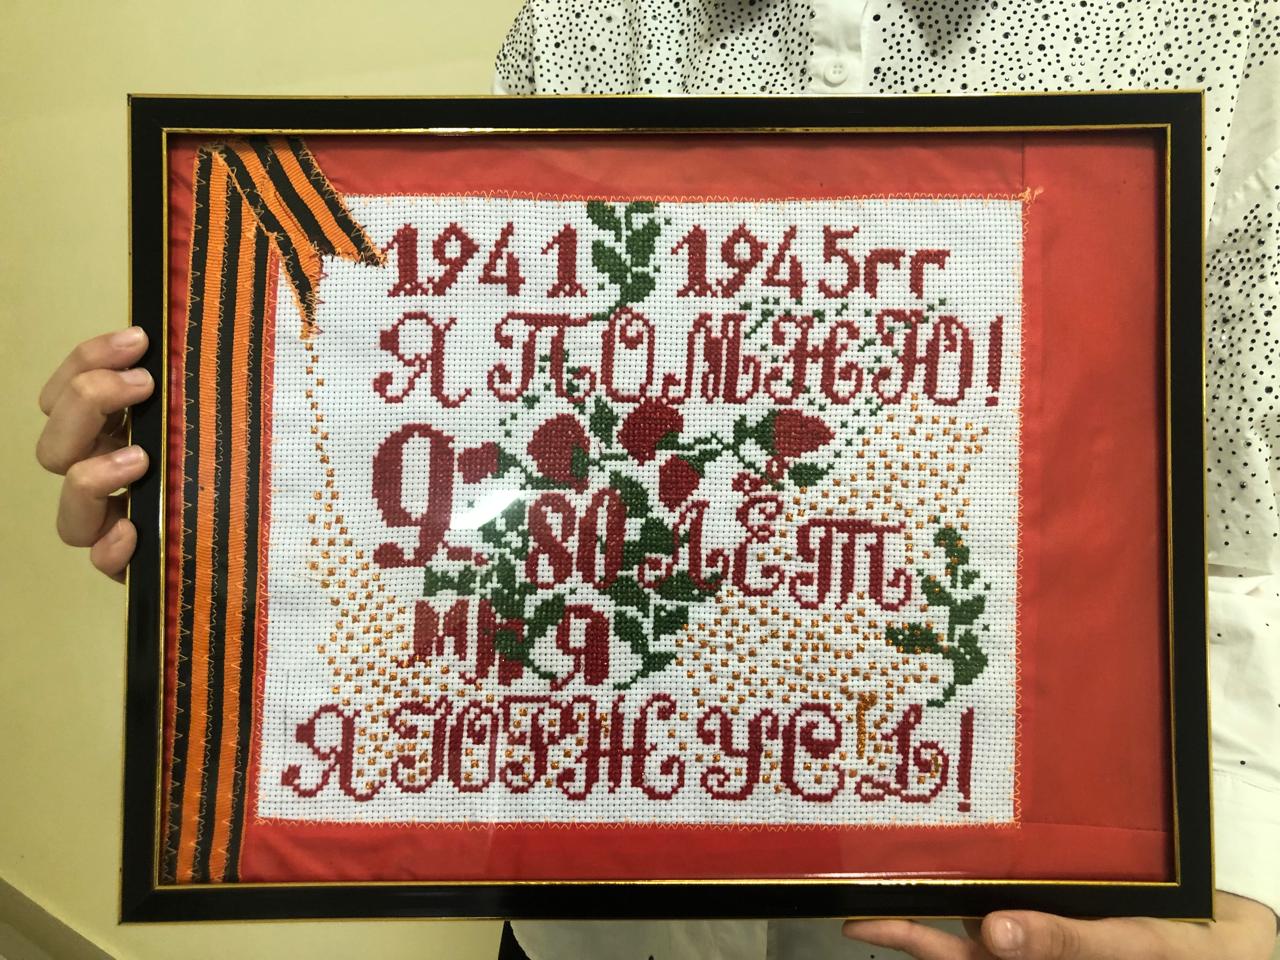 1941 1945гг
Я ПОМНЮ!
9 80 ЛЕТ
МАЯ
Я ГОРЖУСЬ!